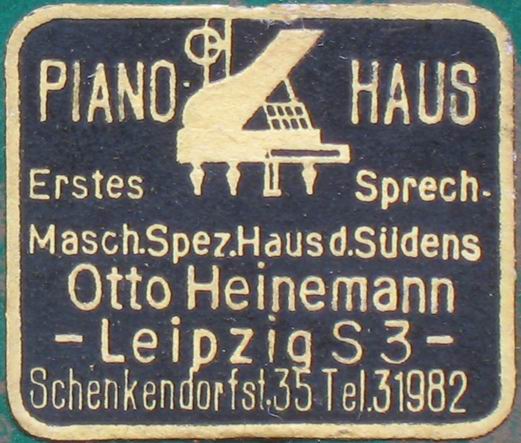 PIANO-HAUS
Erstes Sprech-
Masch.Spez.Haus d.Südens
Otto Heinemann
- Leipzig S 3 -
Schenkendorfst.35 Tel.31982